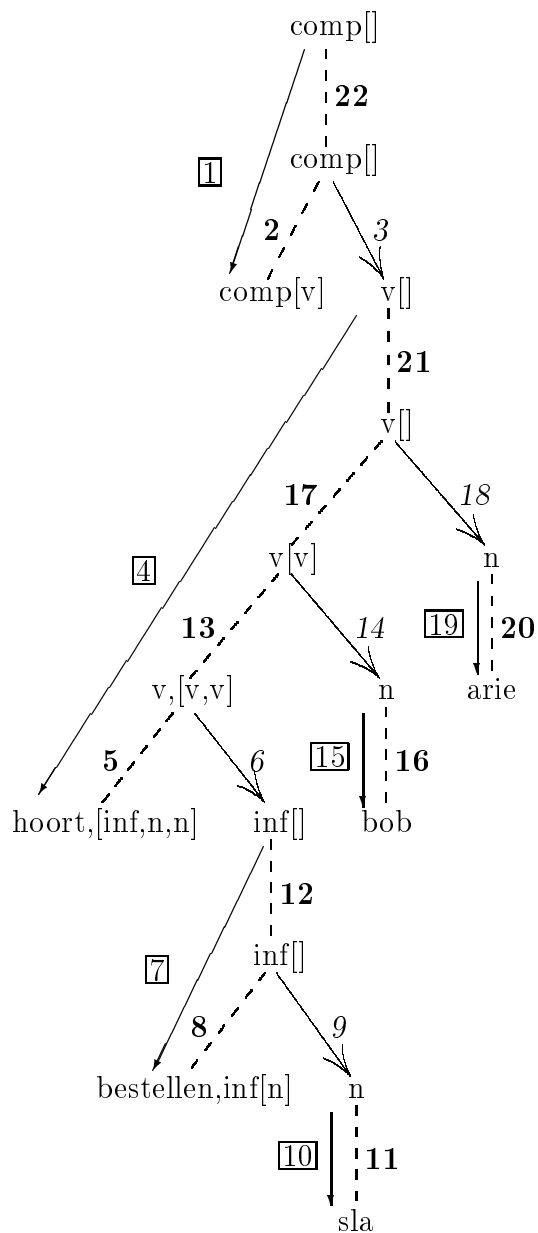 comp[]
22
comp[]
1
2 3
comp[v] v[]
21
v[]
17 18
v[v] n
4
13 14 19 20
v,[v,v] n arie
5 6 15 16
hoort,[inf,n,n] inf[] bob
12
inf[]
7
8 9
bestellen,inf[n] n
10 11
sla